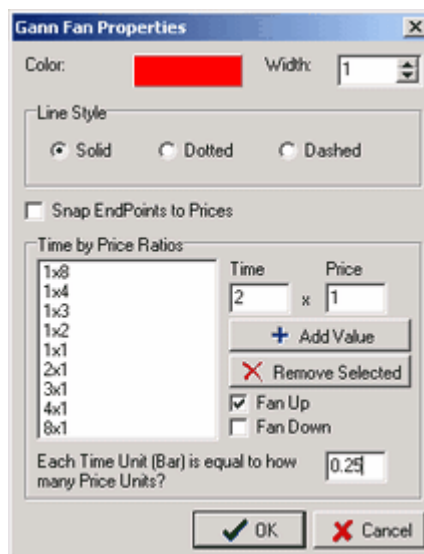 Gann Fan Properties
Color: Width: 1
Line Style
Solid Dotted Dashed
Snap EndPoints to Prices
Time by Price Ratios
1x8
1x4
1x3
1x2
1x1
2x1
3x1
4x1
8x1
Time Price
2 x 1
Add Value
Remove Selected
Fan Up
Fan Down
Each Time Unit (Bar) is equal to how
many Price Units?
0.25
OK Cancel